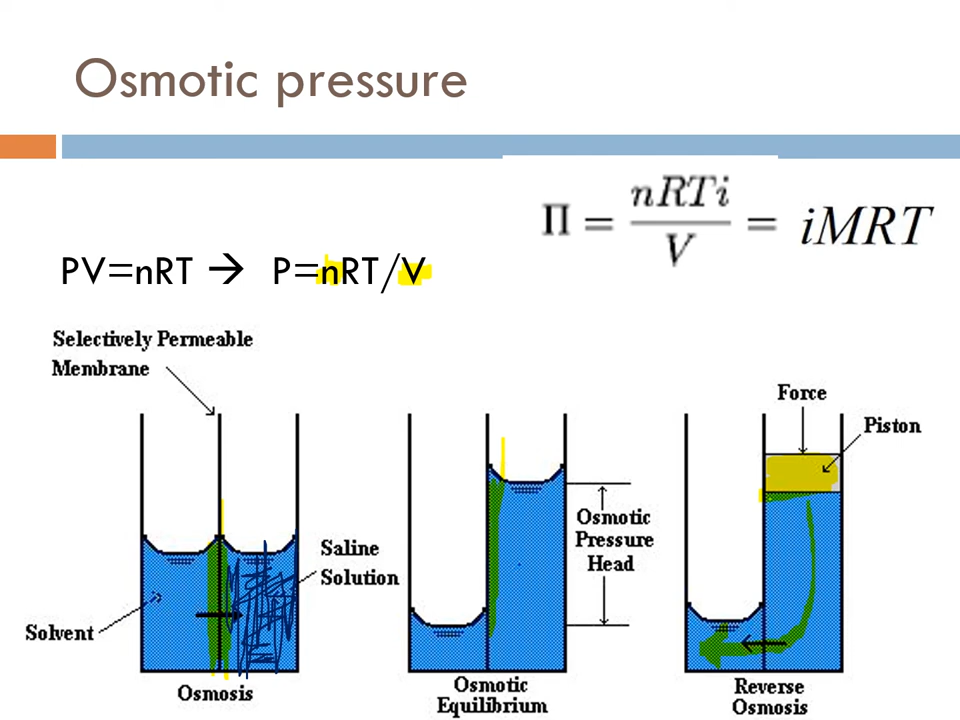 Osmotic pressure
Π = nRTi / V = iMRT
PV=nRT → P=nRT/V
Selectively Permeable
Membrane
Force
Piston
Saline
Solution
Osmotic
Pressure
Head
Solvent
Osmosis
Osmotic
Equilibrium
Reverse
Osmosis